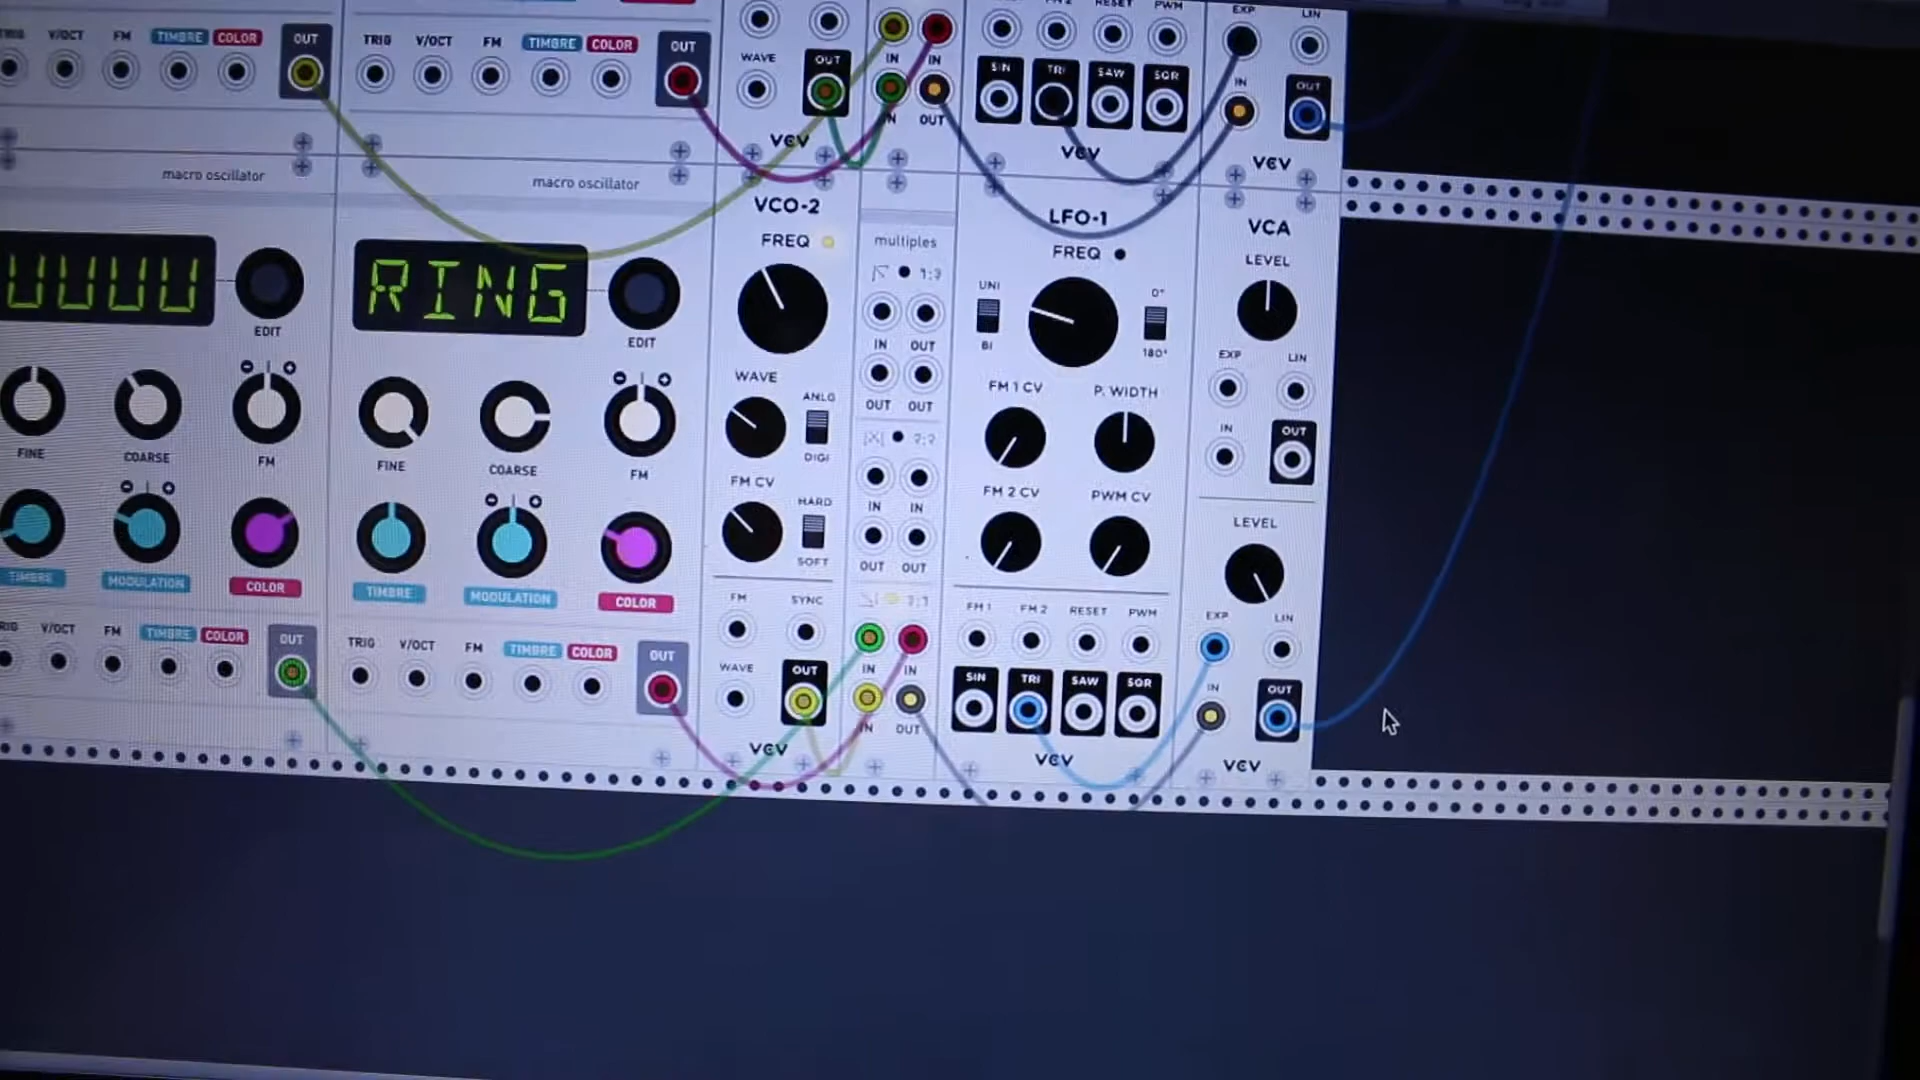 RESET PWM
EXP LIN
TRIG V/OCT FM TIMBRE COLOR OUT
TRIG V/OCT FM TIMBRE COLOR OUT
WAVE OUT
IN IN
IN OUT
SIN TRI SAW SQR
IN OUT
VCV
VCV
VCV
macro oscillator
macro oscillator
UUUU
EDIT
FINE COARSE FM
TIMBRE MODULATION COLOR
V/OCT FM TIMBRE COLOR OUT
RING
EDIT
FINE COARSE FM
TIMBRE MODULATION COLOR
TRIG V/OCT FM TIMBRE COLOR OUT
VCO-2
FREQ
WAVE
ANLG
DIGI
FM CV
HARD
SOFT
FM SYNC
WAVE OUT
VCV
multiples
IN OUT
OUT OUT
IN IN
OUT OUT
IN IN
IN OUT
LFO-1
FREQ
UNI
BI
0°
180°
FM 1 CV P. WIDTH
FM 2 CV PWM CV
FM 1 FM 2 RESET PWM
SIN TRI SAW SQR
VCV
VCA
LEVEL
EXP LIN
IN OUT
LEVEL
EXP LIN
IN OUT
VCV